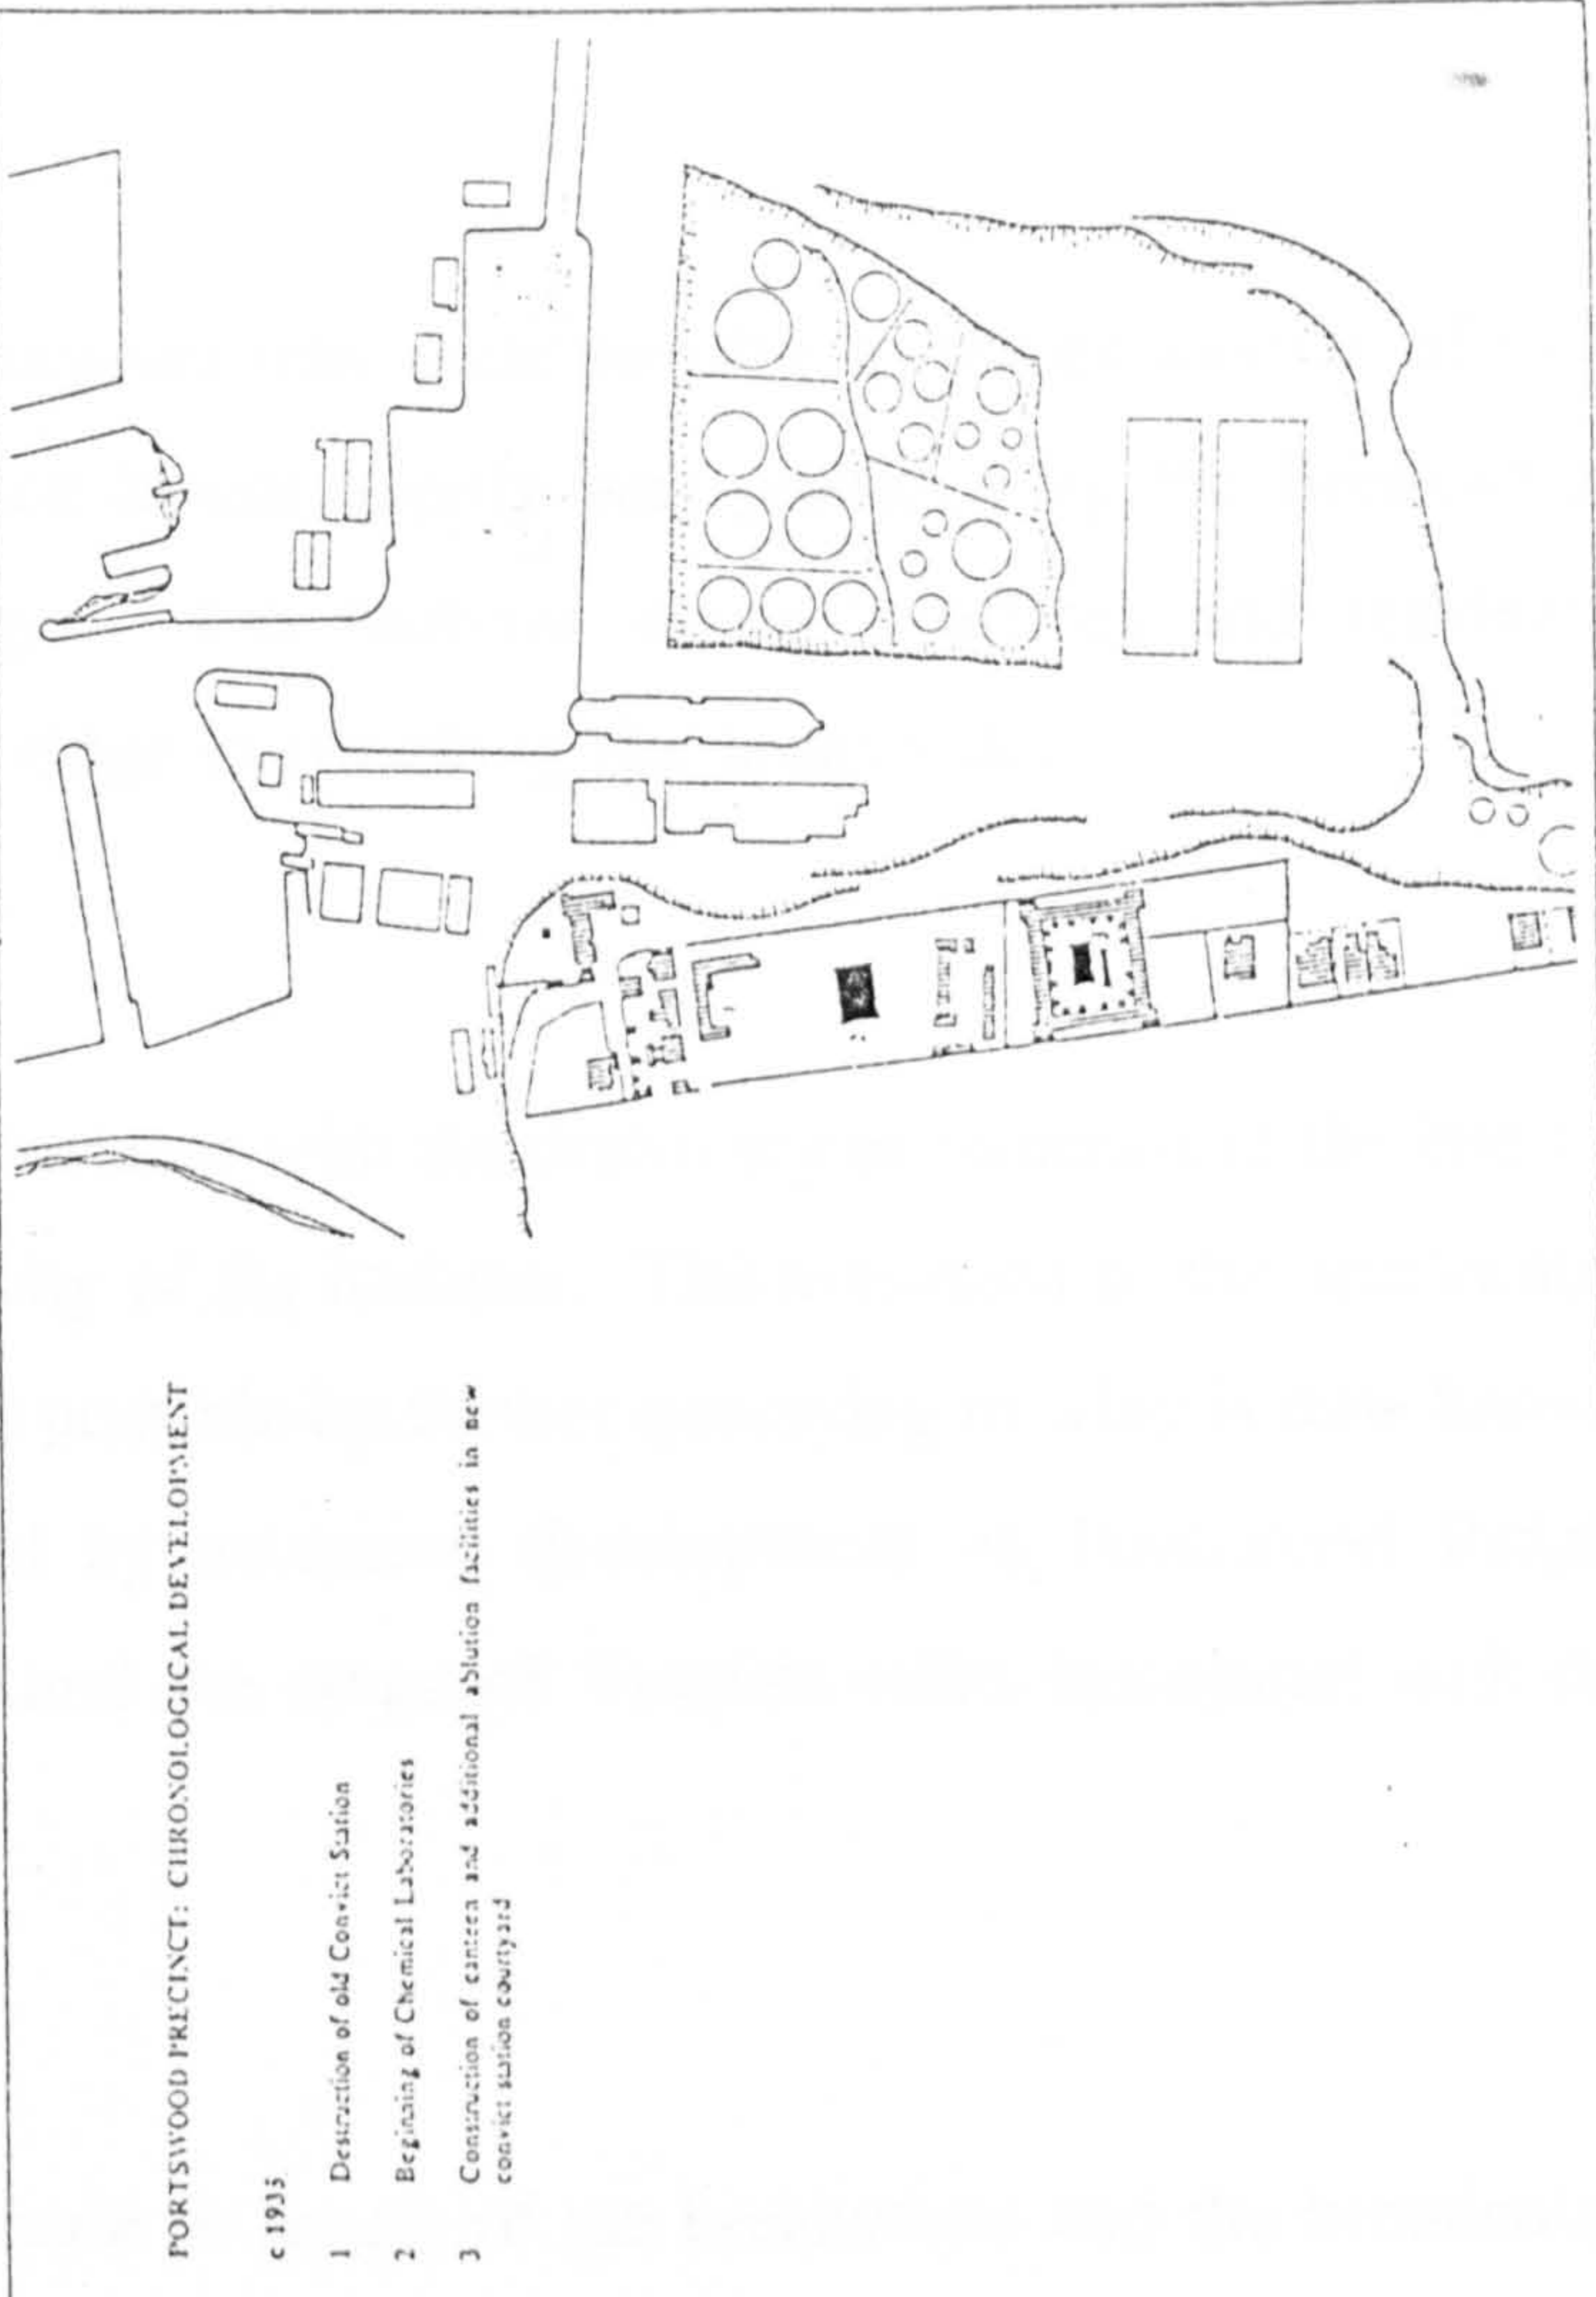 PORTSWOOD PRECINCT: CHRONOLOGICAL DEVELOPMENT
c 1935
1 Destruction of old Convict Station
2 Beginning of Chemical Laboratories
3 Construction of canteen and additional ablution facilities in new
convict station courtyard